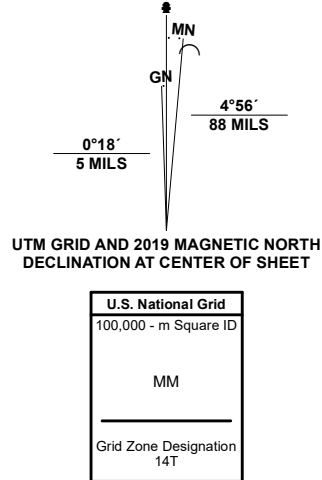 MN
GN
4°56´
88 MILS
0°18´
5 MILS
UTM GRID AND 2019 MAGNETIC NORTH
DECLINATION AT CENTER OF SHEET
U.S. National Grid
100,000 - m Square ID
MM
Grid Zone Designation
14T